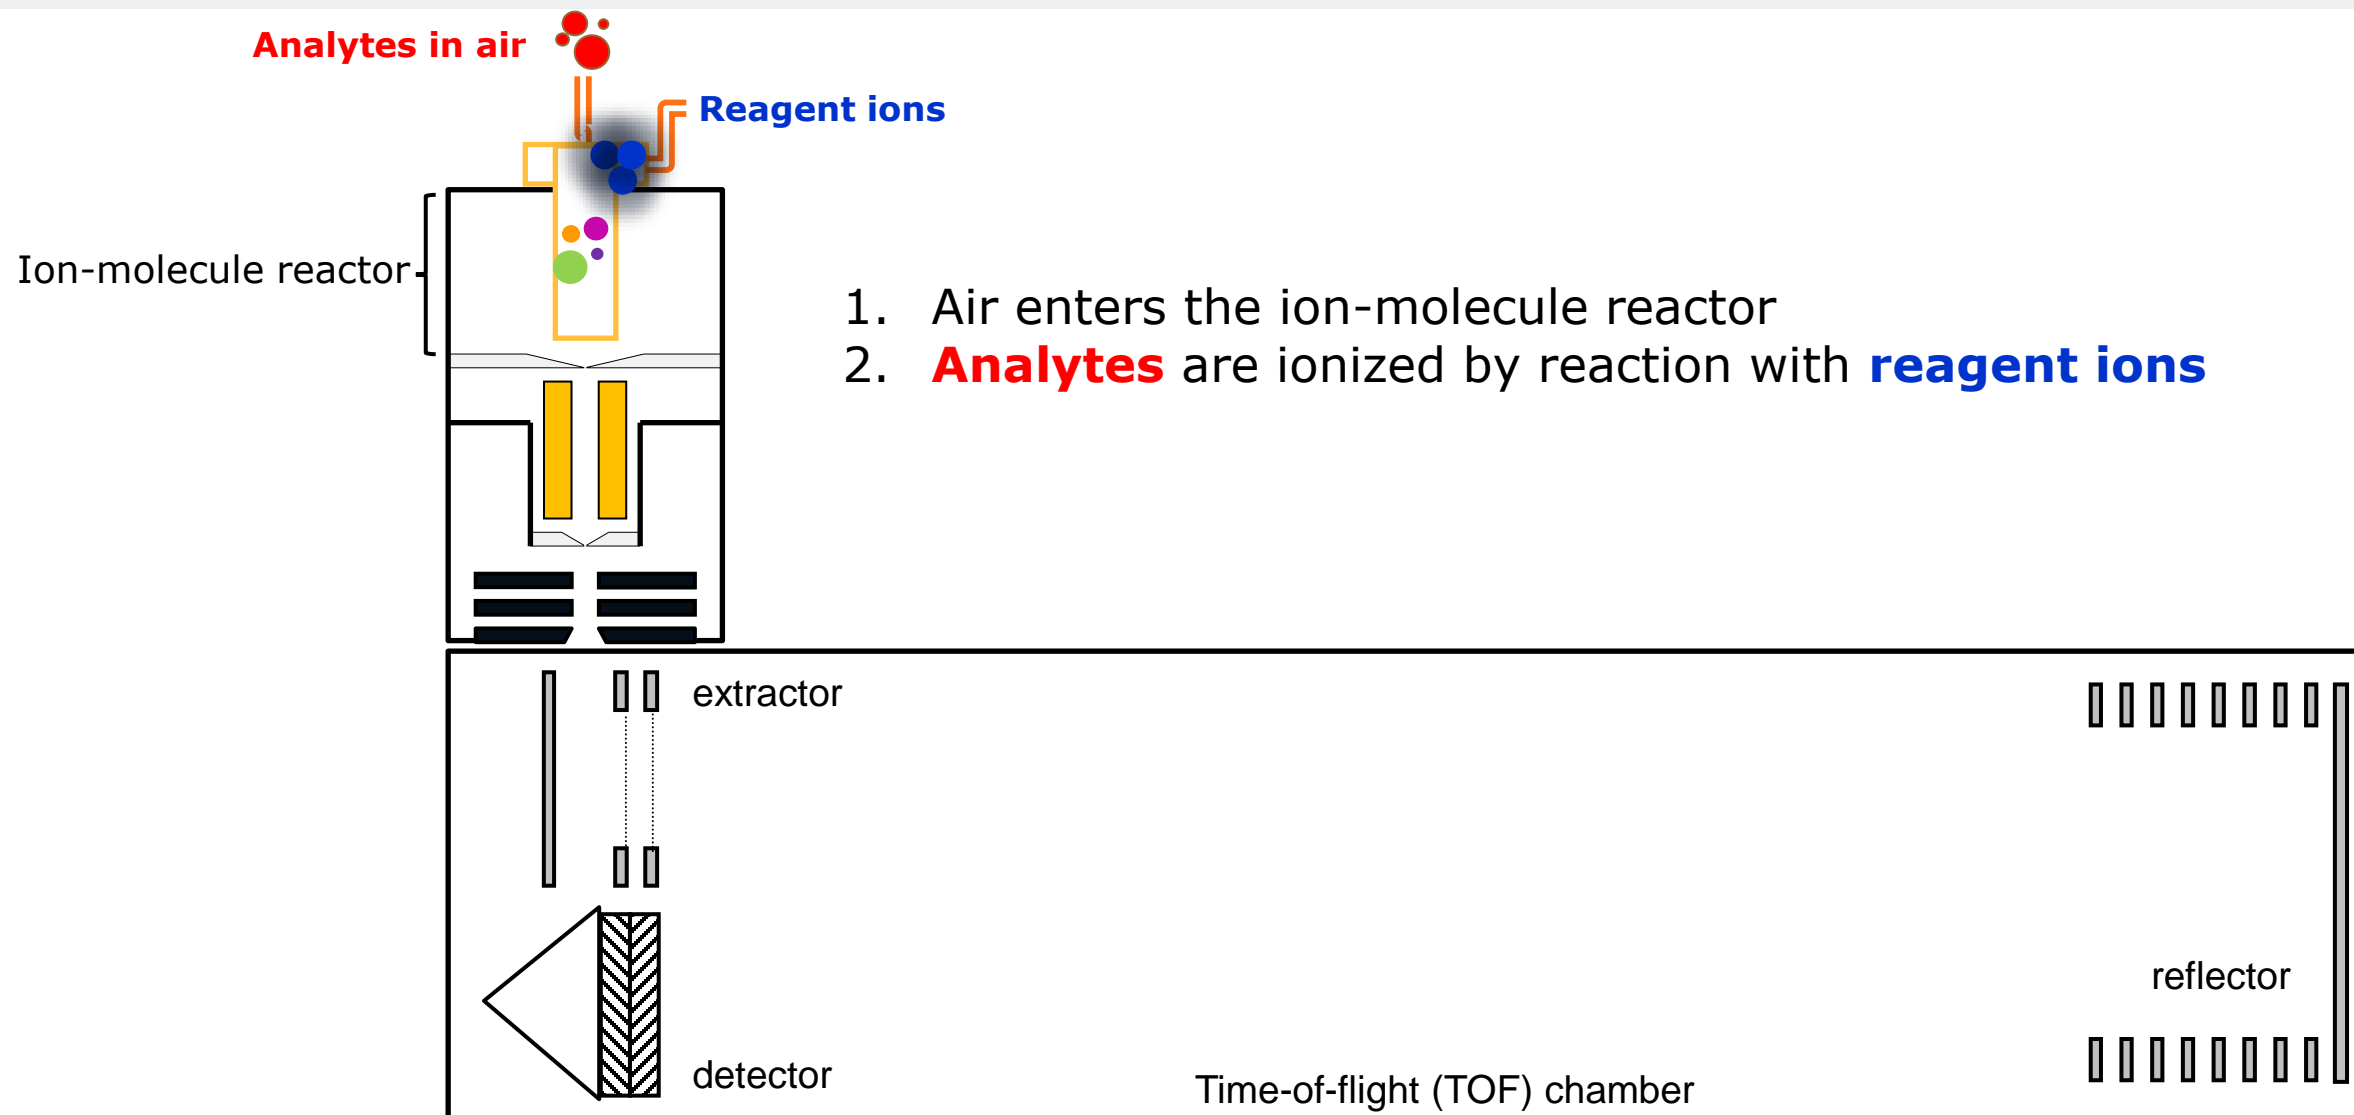 Analytes in air
Reagent ions
Ion-molecule reactor
1. Air enters the ion-molecule reactor
2. Analytes are ionized by reaction with reagent ions
extractor
reflector
detector
Time-of-flight (TOF) chamber